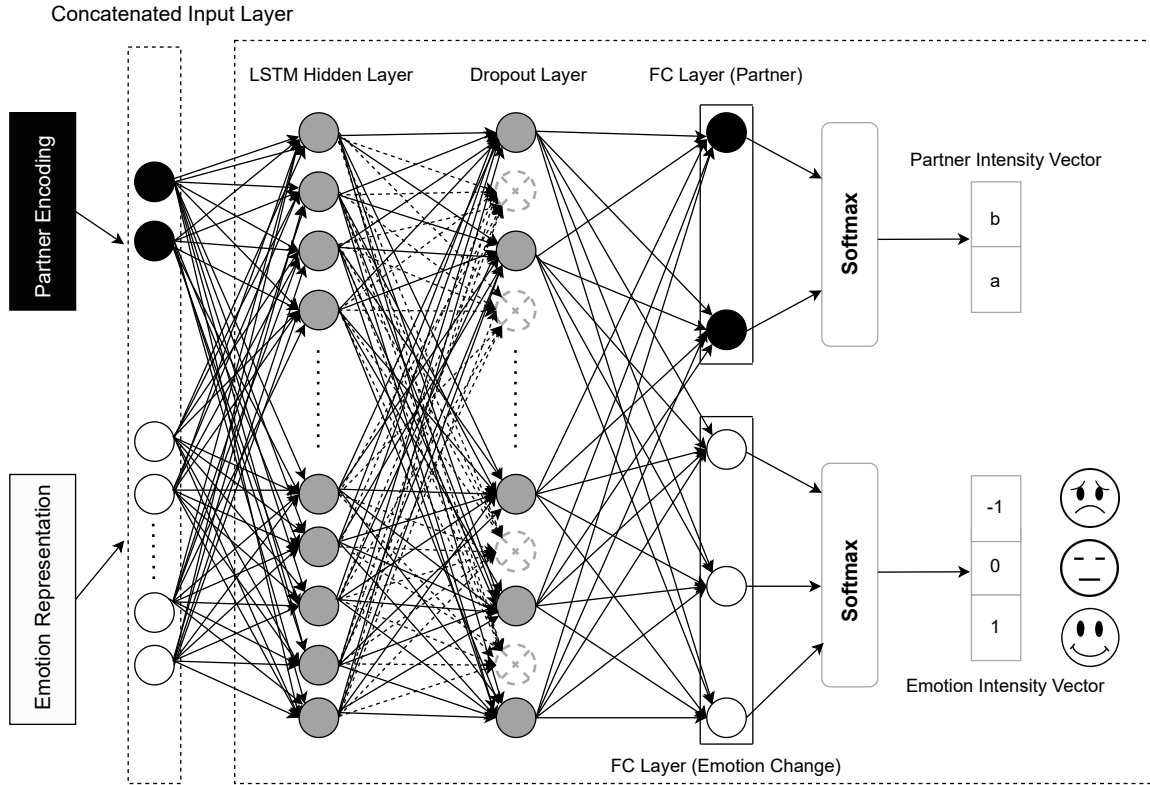 Concatenated Input Layer
LSTM Hidden Layer
Dropout Layer
FC Layer (Partner)
Partner Encoding
Emotion Representation
Softmax
Partner Intensity Vector
b
a
Softmax
-1
0
1
Emotion Intensity Vector
FC Layer (Emotion Change)